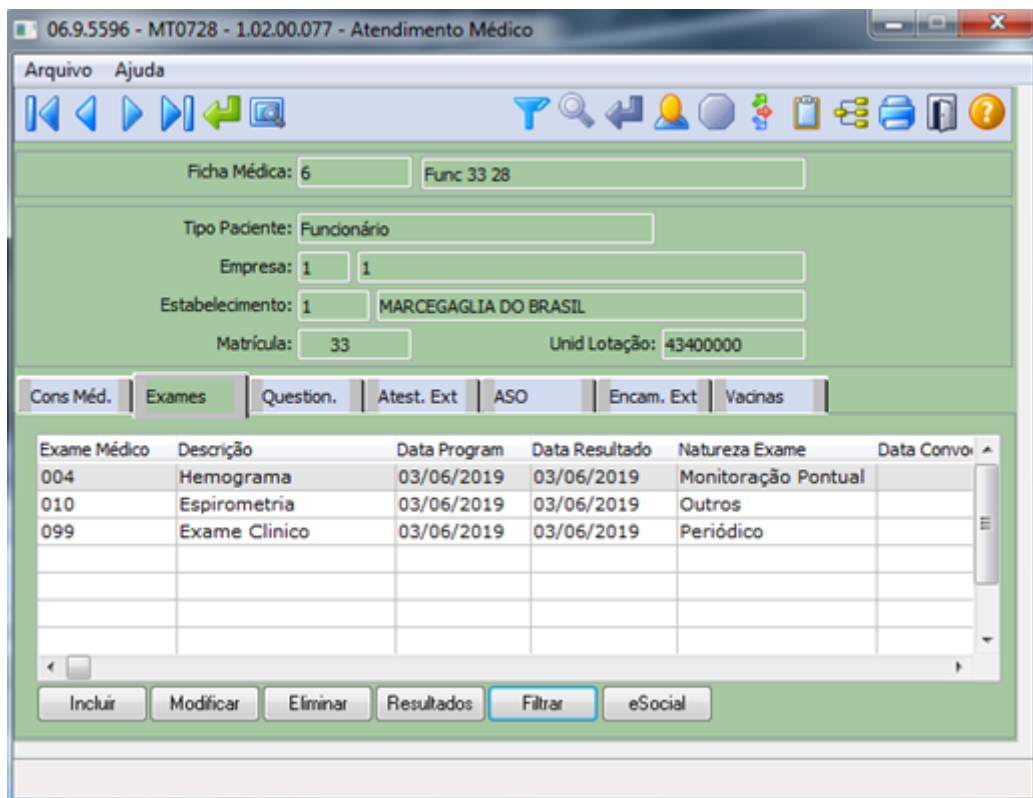 06.9.5596 - MT0728 - 1.02.00.077 - Atendimento Médico
Arquivo Ajuda
Ficha Médica: 6 Func 33 28
Tipo Paciente: Funcionário
Empresa: 1 1
Estabelecimento: 1 MARCEGAGLIA DO BRASIL
Matrícula: 33 Unid Lotação: 43400000
Cons Méd. Exames Question. Atest. Ext ASO Encam. Ext Vacinas
Exame Médico Descrição Data Program Data Resultado Natureza Exame Data Convo
004 Hemograma 03/06/2019 03/06/2019 Monitoração Pontual
010 Espirometria 03/06/2019 03/06/2019 Outros
099 Exame Clinico 03/06/2019 03/06/2019 Periódico
Incluir Modificar Eliminar Resultados Filtrar eSocial